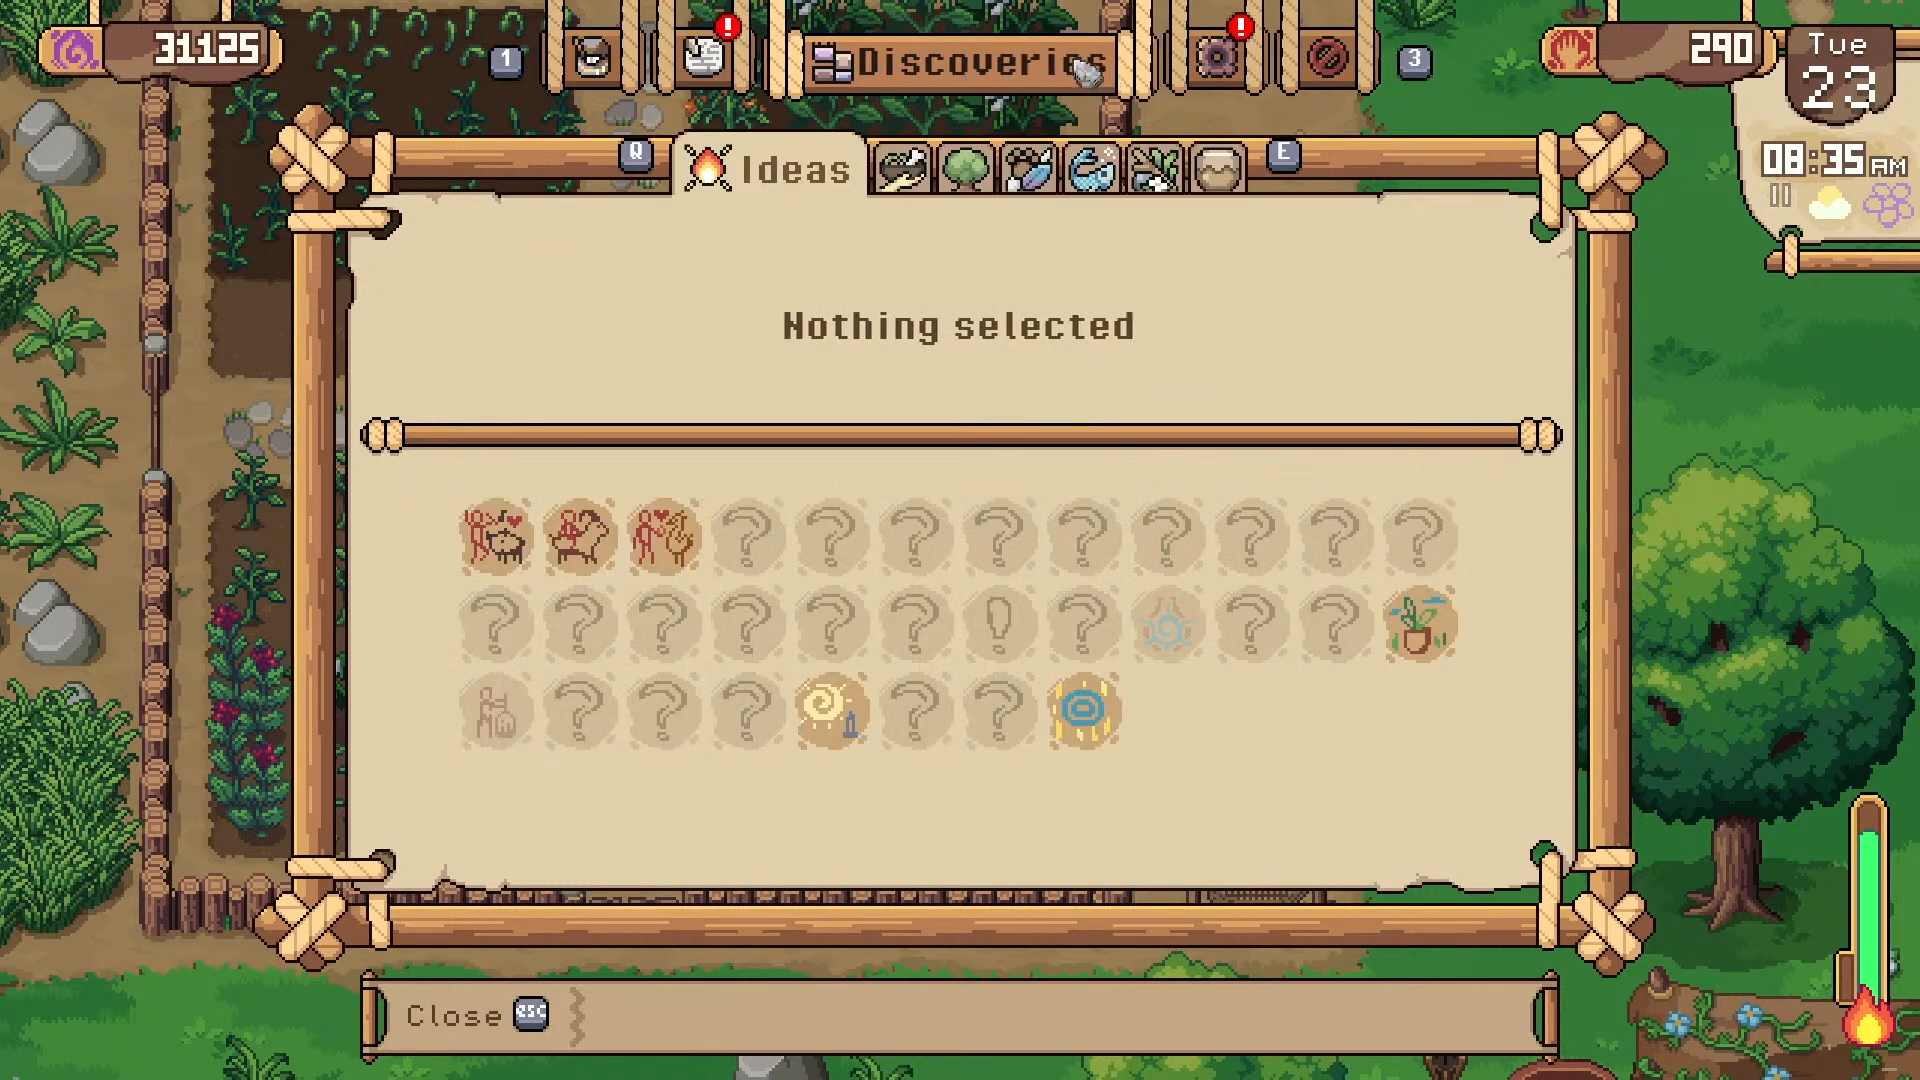 31125
1
Discoveries
3
290
Tue
23
08:35 AM
Q
Ideas
E
Nothing selected
Close esc